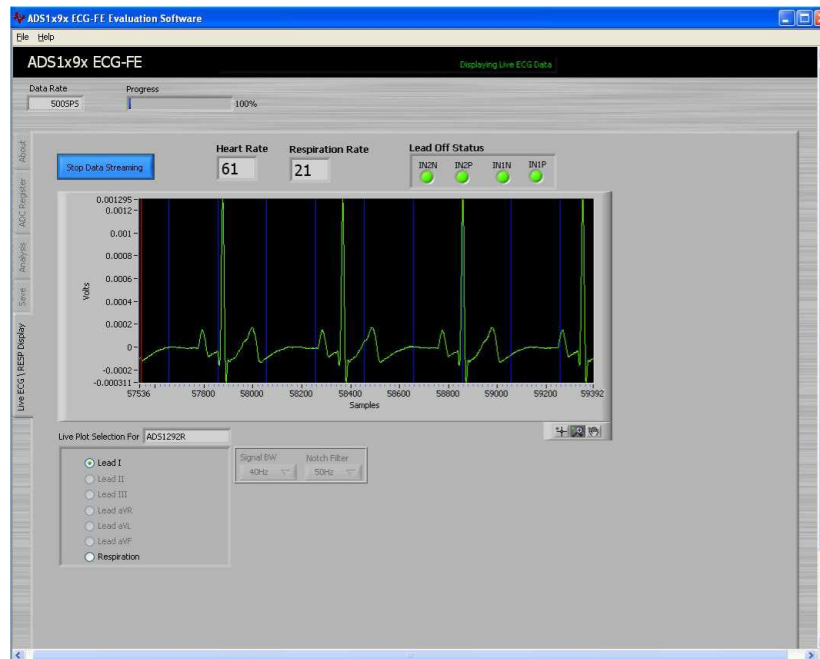 ADS1x9x ECG-FE Evaluation Software
File Help
ADS1x9x ECG-FE
Displaying Live ECG Data
Data Rate
Progress
500SPS
100%
About
ADC Register
Analysis
Save
Live ECG \ RESP Display
Stop Data Streaming
Heart Rate
61
Respiration Rate
21
Lead Off Status
IN2N IN2P IN1N IN1P
Volts
0.001295
0.0012
0.001
0.0008
0.0006
0.0004
0.0002
0
-0.0002
-0.000311
57536 57800 58000 58200 58400 58600 58800 59000 59200 59392
Samples
Live Plot Selection For ADS1292R
Lead I
Lead II
Lead III
Lead aVR
Lead aVL
Lead aVF
Respiration
Signal BW
40Hz
Notch Filter
50Hz